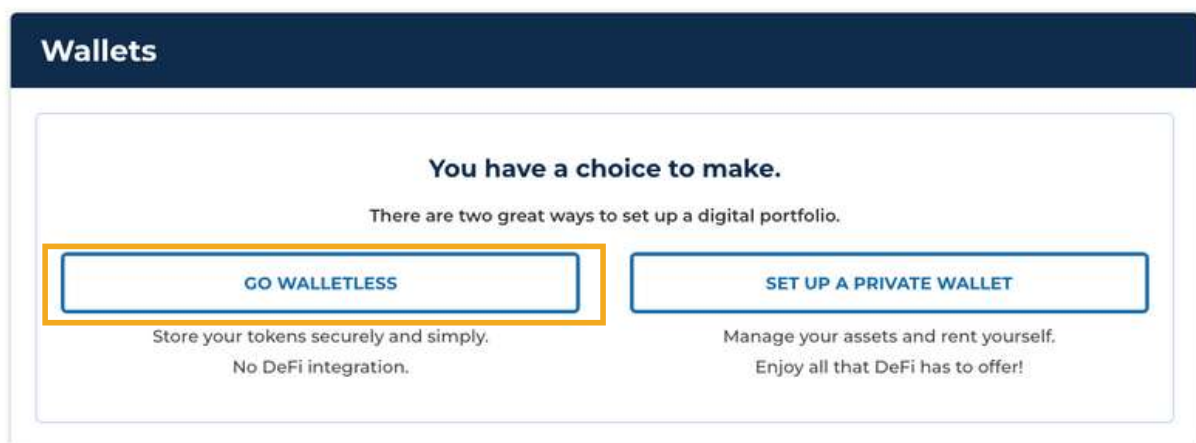 Wallets
You have a choice to make.
There are two great ways to set up a digital portfolio.
GO WALLETLESS
Store your tokens securely and simply.
No DeFi integration.
SET UP A PRIVATE WALLET
Manage your assets and rent yourself.
Enjoy all that DeFi has to offer!